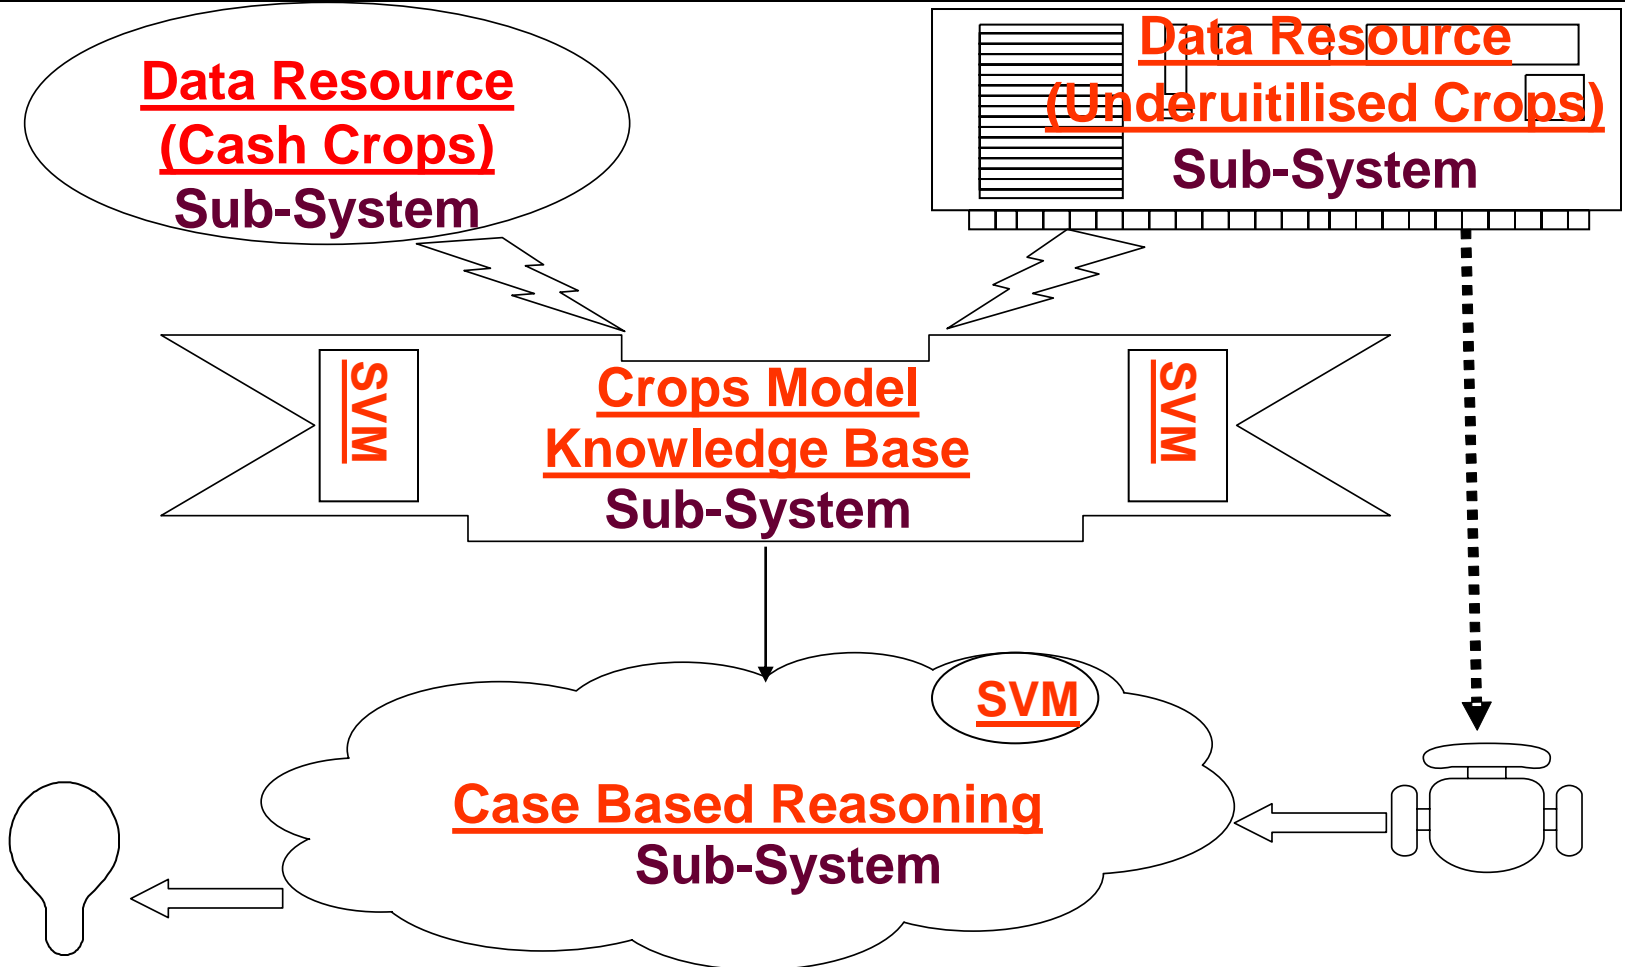 Data Resource
(Cash Crops)
Sub-System
Data Resource
(Underuitilised Crops)
Sub-System
SVM
Crops Model
Knowledge Base
Sub-System
SVM
SVM
Case Based Reasoning
Sub-System